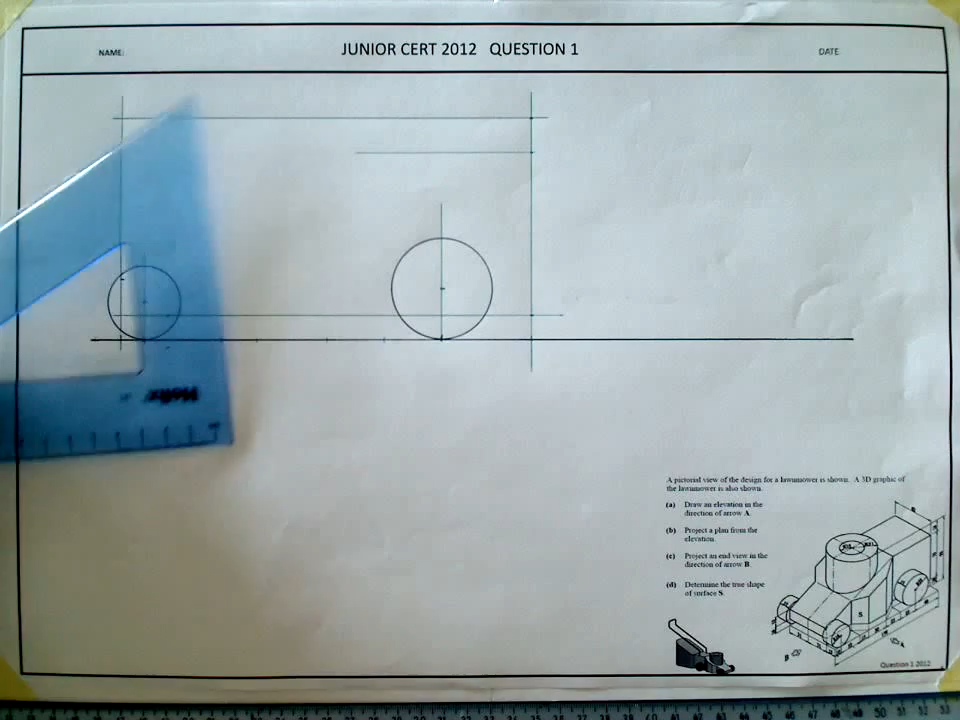 NAME:
JUNIOR CERT 2012 QUESTION 1
DATE
Helix
A pictorial view of the design for a lawnmower is shown. A 3D graphic of
the lawnmower is also shown.
(a) Draw an elevation in the
direction of arrow A.
(b) Project a plan from the
elevation.
(c) Project an end view in the
direction of arrow B.
(d) Determine the true shape
of surface S.
S
A
B
Question 1 2012